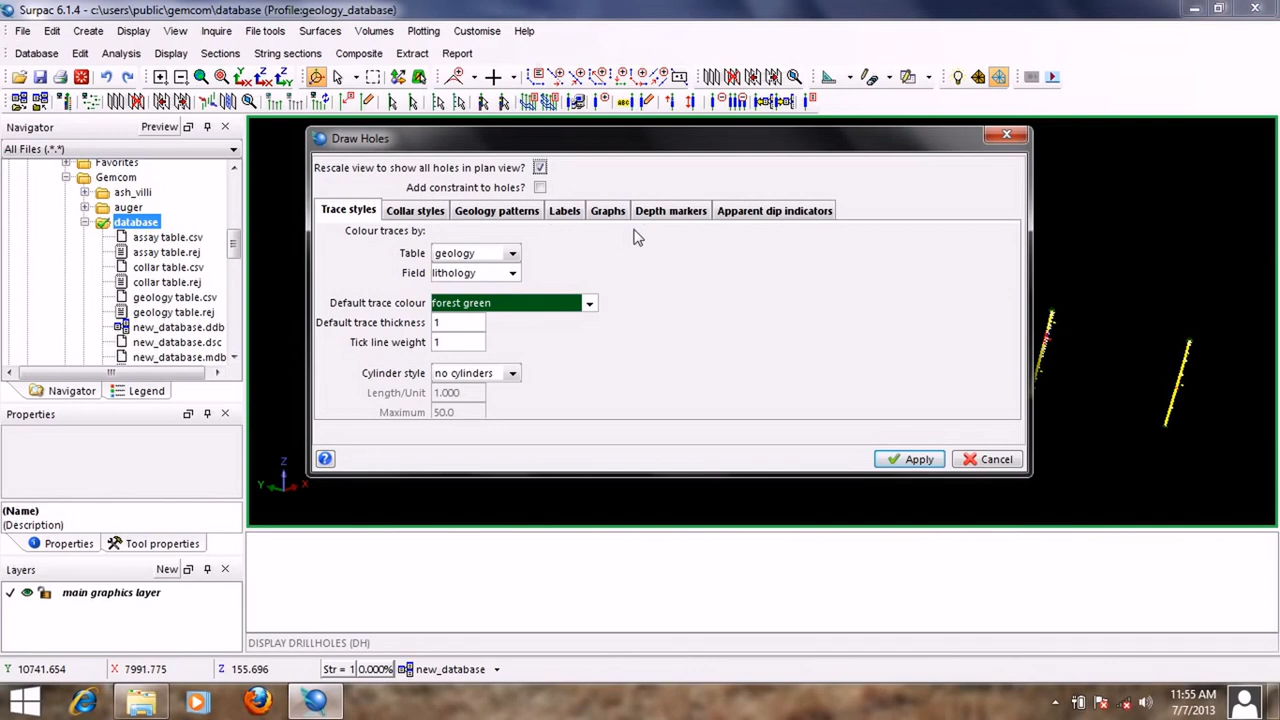 Surpac 6.1.4 - c:\users\public\gemcom\database (Profile:geology_database)
File Edit Create Display View Inquire File tools Surfaces Volumes Plotting Customise Help
Database Edit Analysis Display Sections String sections Composite Extract Report
Navigator Preview
All Files (.*.*)
Favorites
Gemcom
ash_villi
auger
database
assay table.csv
assay table.rej
collar table.csv
collar table.rej
geology table.csv
geology table.rej
new_database.ddb
new_database.dsc
new_database.mdb
Navigator Legend
Properties
(Name)
(Description)
Properties Tool properties
Layers New
main graphics layer
Draw Holes
Rescale view to show all holes in plan view?
Add constraint to holes?
Trace styles Collar styles Geology patterns Labels Graphs Depth markers Apparent dip indicators
Colour traces by:
Table geology
Field lithology
Default trace colour forest green
Default trace thickness 1
Tick line weight 1
Cylinder style no cylinders
Length/Unit 1.000
Maximum 50.0
Apply Cancel
Z
Y X
DISPLAY DRILLHOLES (DH)
Y 10741.654 X 7991.775 Z 155.696 Str = 1 0.000% new_database
11:55 AM
7/7/2013